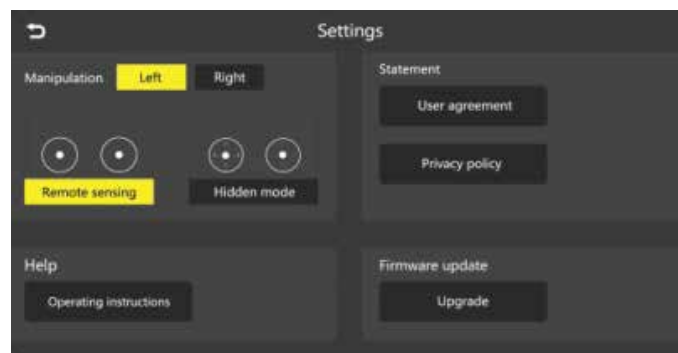 Settings
Manipulation Left Right
Remote sensing Hidden mode
Statement
User agreement
Privacy policy
Help
Operating instructions
Firmware update
Upgrade